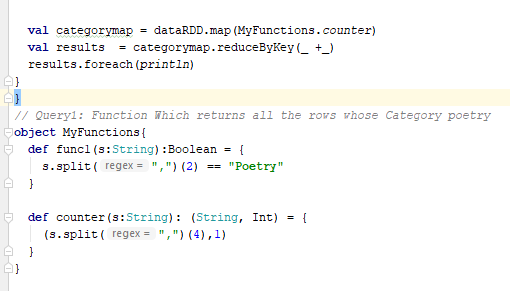 val categorymap = dataRDD.map(MyFunctions.counter)
val results  = categorymap.reduceByKey(_ +_)
results.foreach(println)
}
}
// Query1: Function Which returns all the rows whose Category poetry
object MyFunctions{
def func1(s:String):Boolean = {
s.split( regex = ",")(2) == "Poetry"
}
def counter(s:String): (String, Int) = {
(s.split( regex = ",")(4),1)
}
}